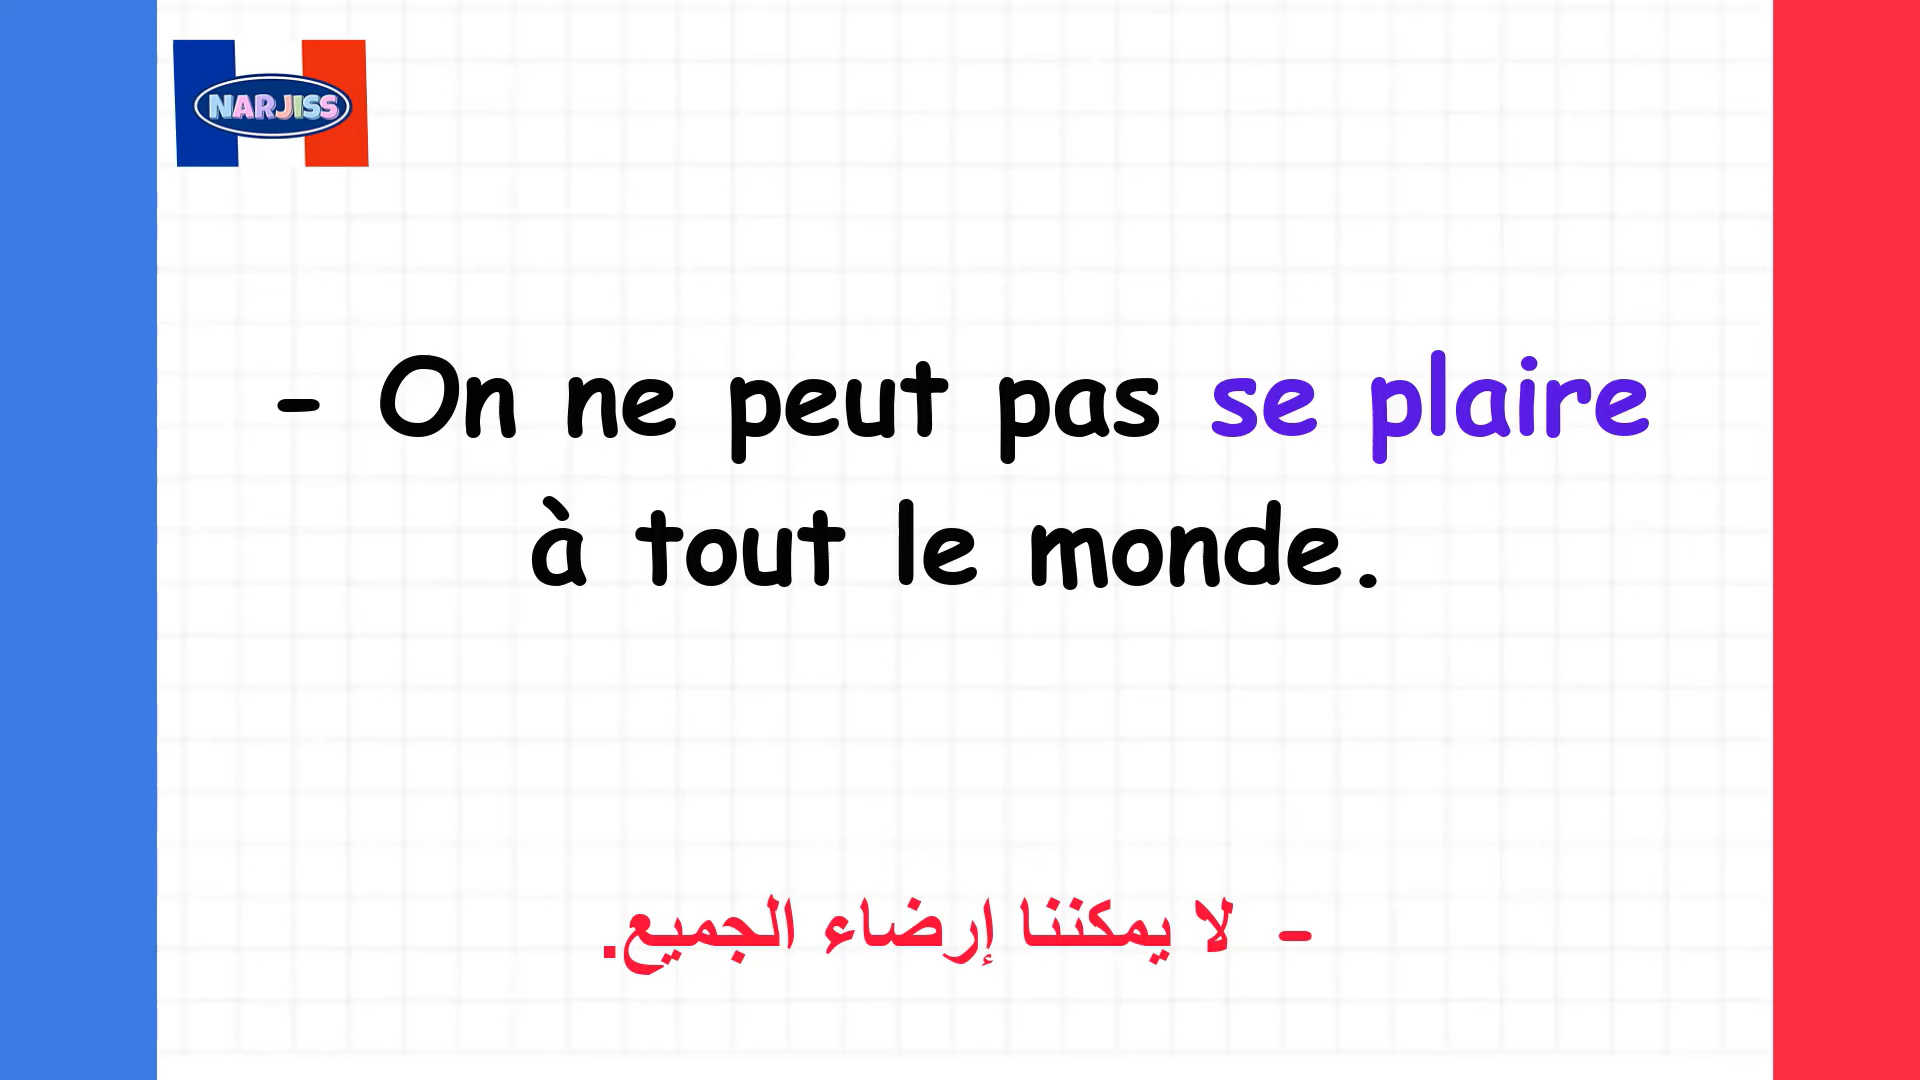 NARJISS
- On ne peut pas se plaire
à tout le monde.
- لا يمكننا إرضاء الجميع.